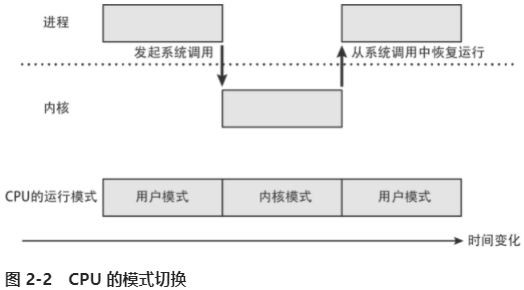 进程
发起系统调用
从系统调用中恢复运行
内核
CPU的运行模式
用户模式
内核模式
用户模式
时间变化
图 2-2 CPU 的模式切换